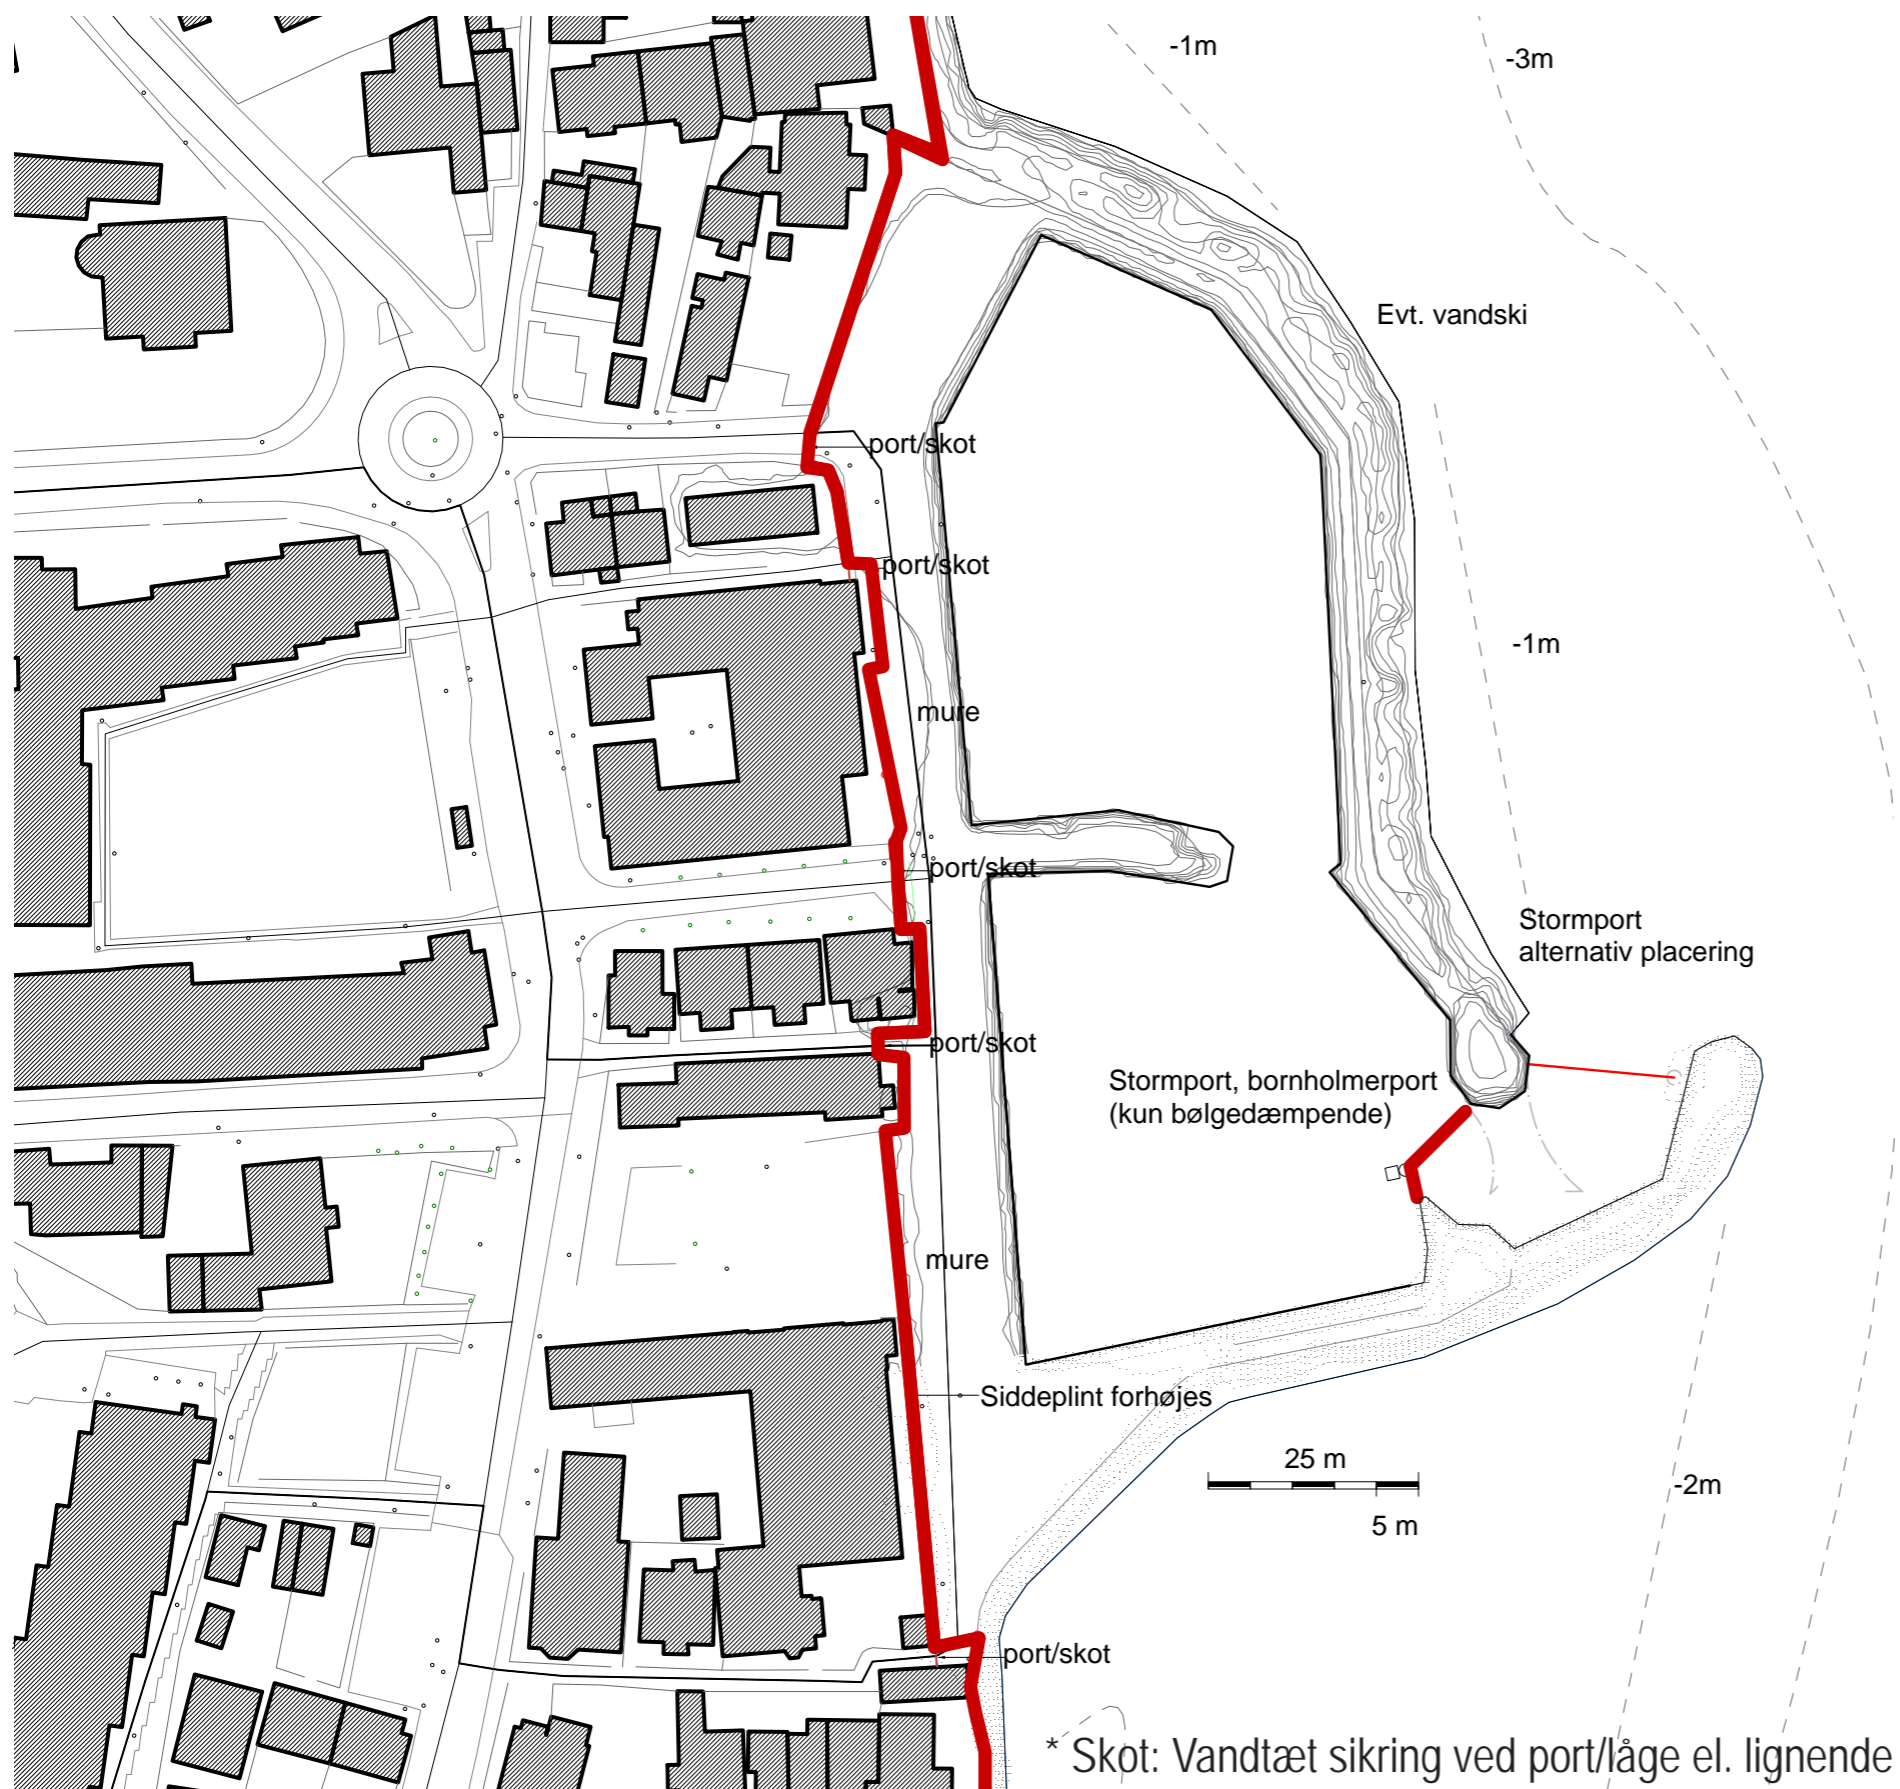 -1m
-3m
Evt. vandski
port/skot
port/skot
-1m
mure
port/skot
Stormport
alternativ placering
port/skot
Stormport, bornholmerport
(kun bølgedæmpende)
mure
Siddeplint forhøjes
25 m
-2m
5 m
port/skot
* Skot: Vandtæt sikring ved port/låge el. lignende